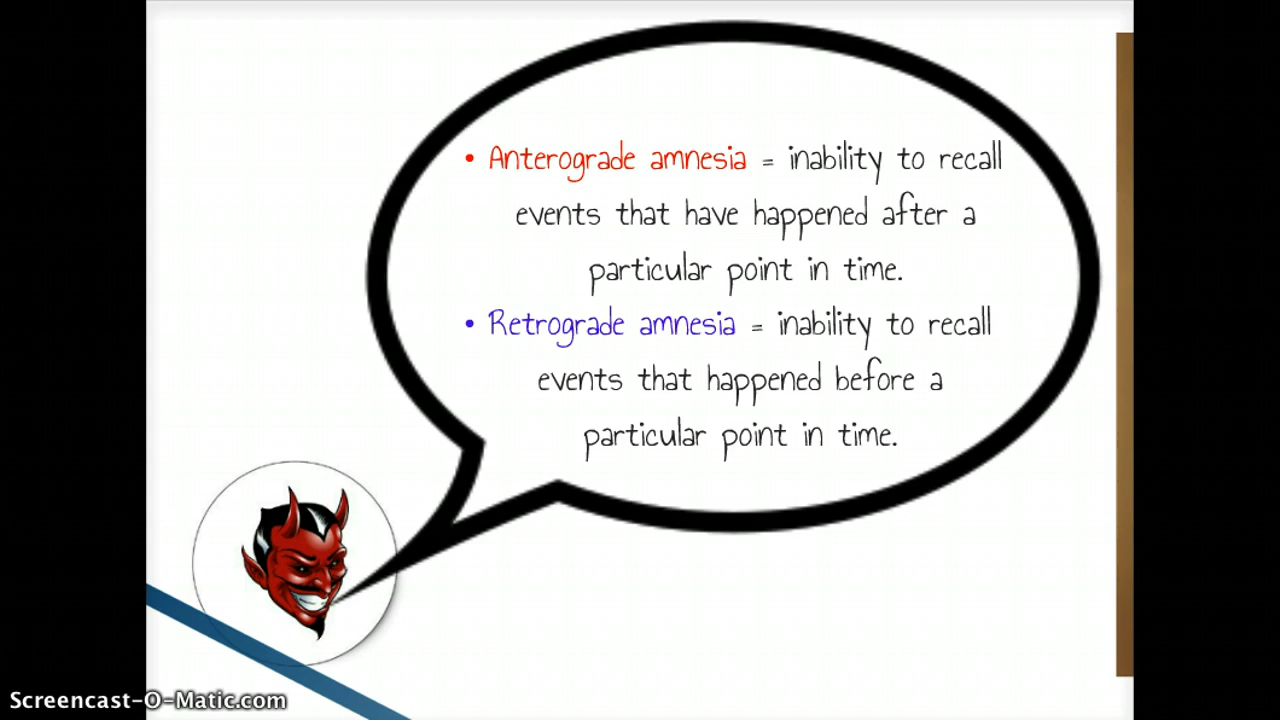 • Anterograde amnesia = inability to recall
events that have happened after a
particular point in time.
• Retrograde amnesia = inability to recall
events that happened before a
particular point in time.
Screencast-O-Matic.com